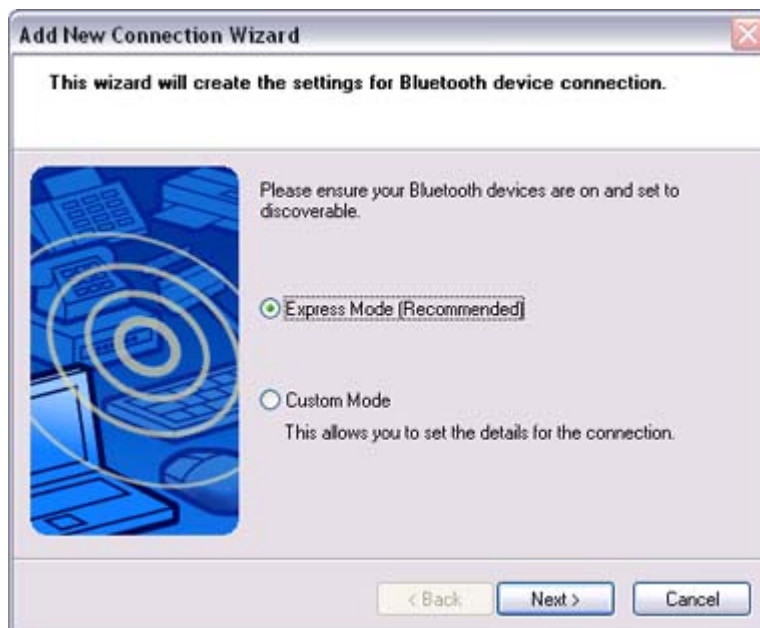 Add New Connection Wizard
This wizard will create the settings for Bluetooth device connection.
Please ensure your Bluetooth devices are on and set to
discoverable.
Express Mode (Recommended)
Custom Mode
This allows you to set the details for the connection.
< Back
Next >
Cancel